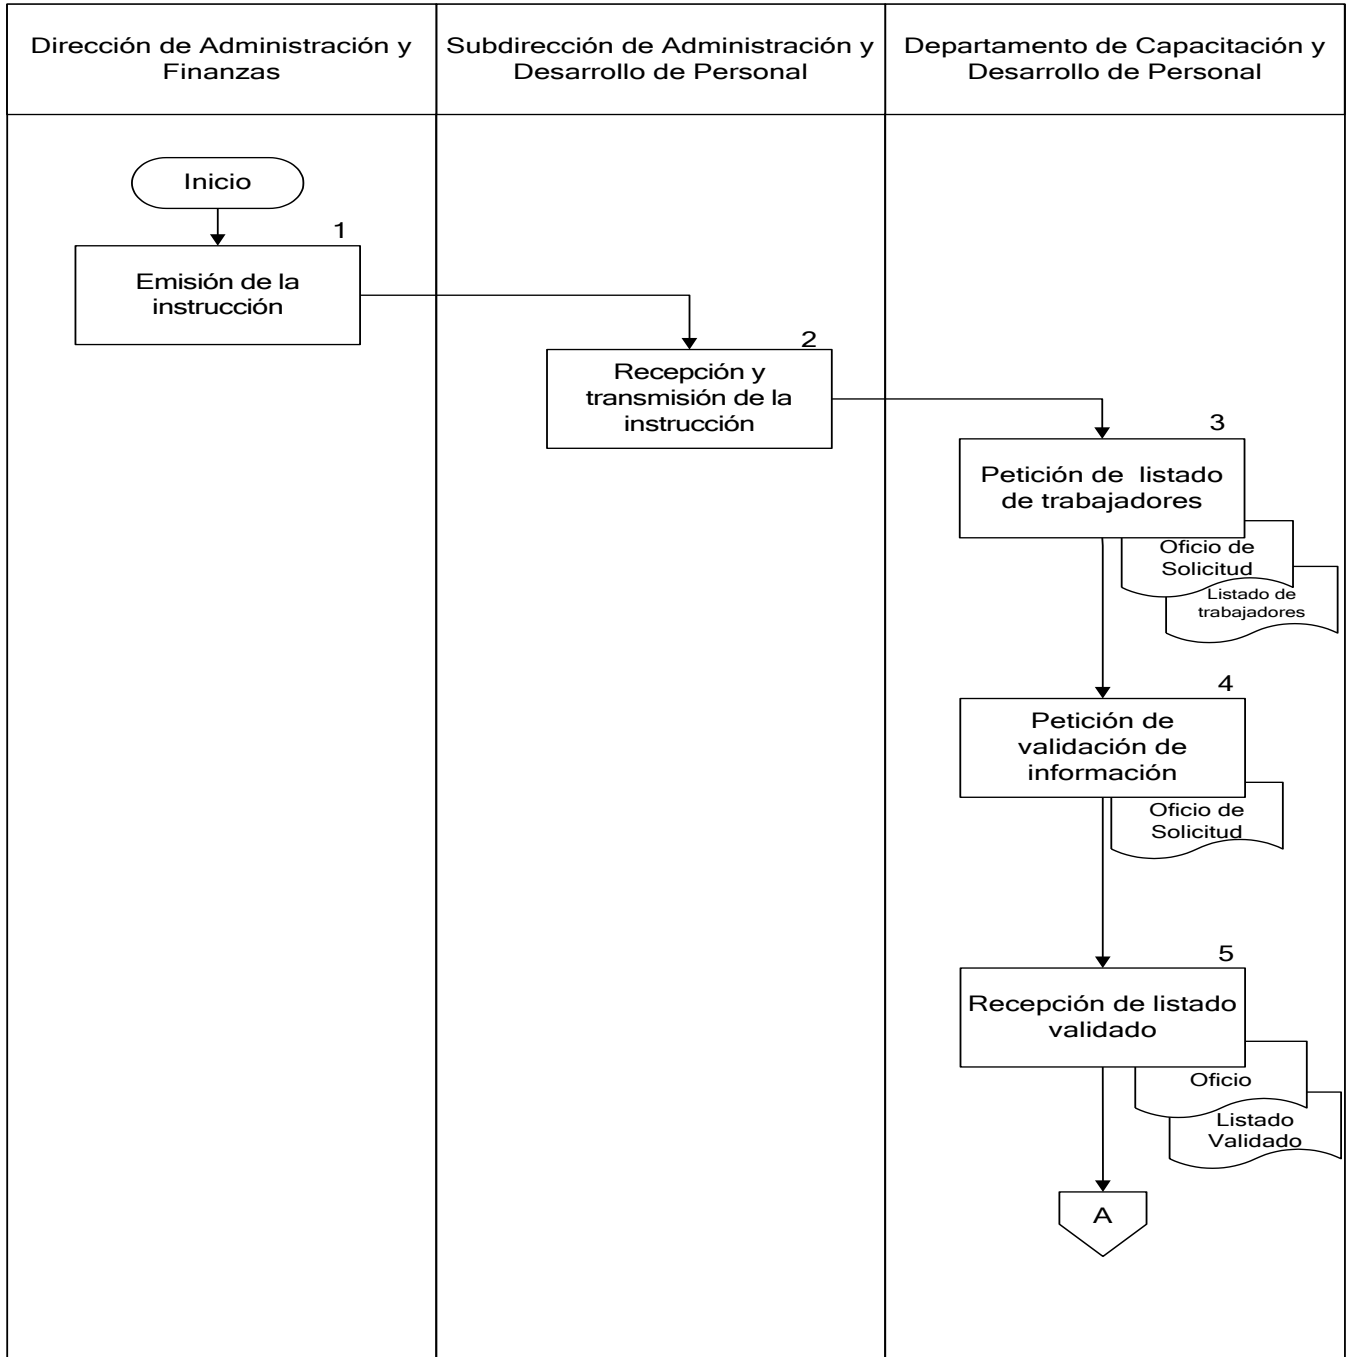 Dirección de Administración y
Finanzas
Subdirección de Administración y
Desarrollo de Personal
Departamento de Capacitación y
Desarrollo de Personal
Inicio
1
Emisión de la
instrucción
2
Recepción y
transmisión de la
instrucción
3
Petición de  listado
de trabajadores
Oficio de
Solicitud
Listado de
trabajadores
4
Petición de
validación de
información
Oficio de
Solicitud
5
Recepción de listado
validado
Oficio
Listado
Validado
A